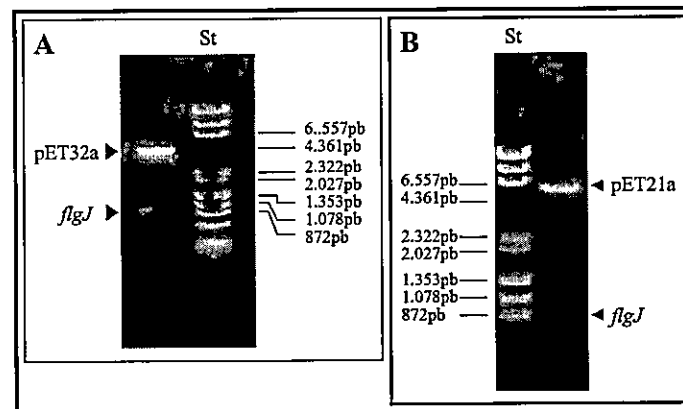 A
St
pET32a
flgJ
6..557pb
4.361pb
2.322pb
2.027pb
1.353pb
1.078pb
872pb
B
St
6.557pb
4.361pb
2.322pb
2.027pb
1.353pb
1.078pb
872pb
pET21a
flgJ